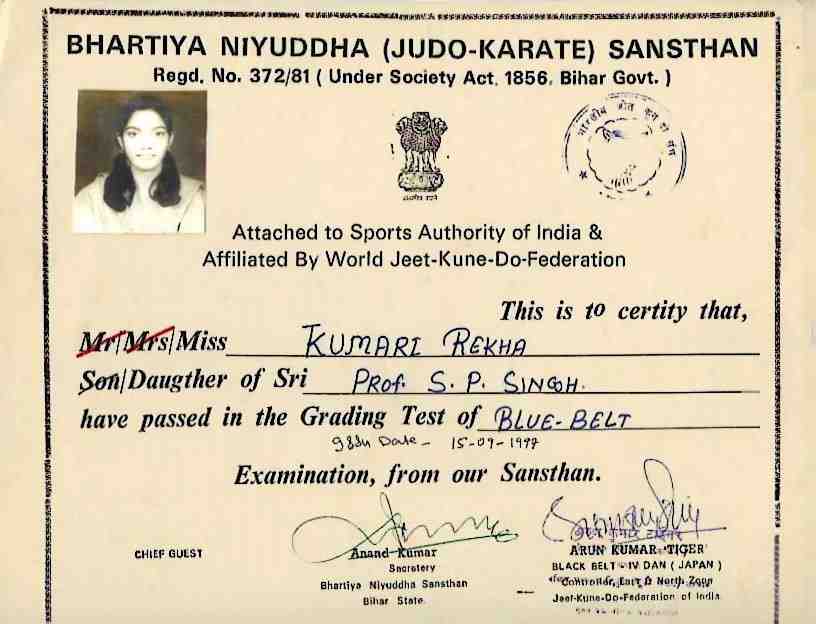 BHARTIYA NIYUDDHA (JUDO-KARATE) SANSTHAN
Regd. No. 372/81 ( Under Society Act. 1856. Bihar Govt. )
Attached to Sports Authority of India &
Affiliated By World Jeet-Kune-Do-Federation
This is to certify that,
Mr/Mrs/Miss KUMARI REKHA
Son/Daugther of Sri PROF. S. P. SINGH.
have passed in the Grading Test of BLUE-BELT
Date - 15-09-1997
Examination, from our Sansthan.
CHIEF GUEST
Anand Kumar
Secretary
Bhartiya Niyuddha Sansthan
Bihar State.
ARUN KUMAR TIGER
BLACK BELT - IV DAN ( JAPAN )
Controller, East & North Zone
Jeet-Kune-Do-Federation of India